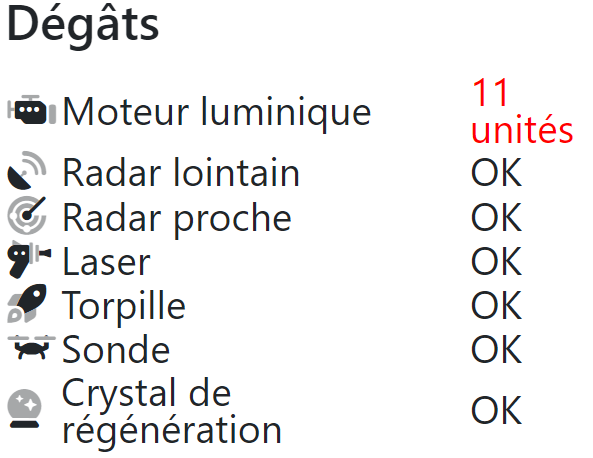 Dégâts
Moteur luminique 11
unités
Radar lointain OK
Radar proche OK
Laser OK
Torpille OK
Sonde OK
Crystal de
régénération OK